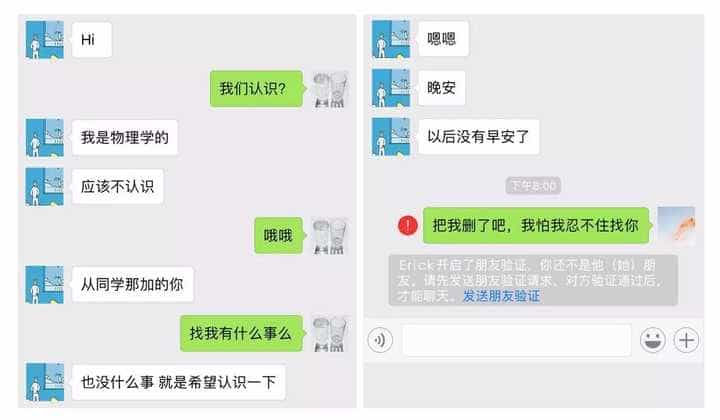 Hi
我们认识？
我是物理学的
应该不认识
哦哦
从同学那加的你
找我有什么事么
也没什么事 就是希望认识一下
嗯嗯
晚安
以后没有早安了
下午8:00
把我删了吧，我怕我忍不住找你
Erick开启了朋友验证，你还不是他（她）朋
友，请先发送朋友验证请求，对方验证通过后，
才能聊天。发送朋友验证